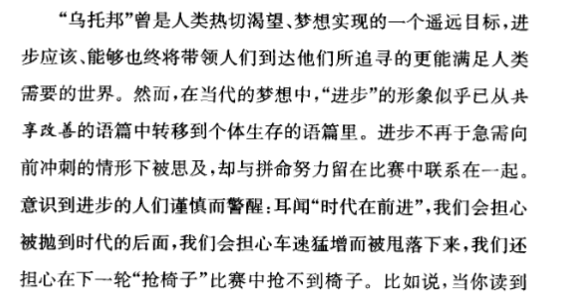 “乌托邦”曾是人类热切渴望、梦想实现的一个遥远目标,进
步应该、能够也终将带领人们到达他们所追寻的更能满足人类
需要的世界。然而,在当代的梦想中,“进步”的形象似乎已从共
享改善的语篇中转移到个体生存的语篇里。进步不再于急需向
前冲刺的情形下被思及,却与拼命努力留在比赛中联系在一起。
意识到进步的人们谨慎而警醒:耳闻“时代在前进”,我们会担心
被抛到时代的后面,我们会担心车速猛增而被甩落下来,我们还
担心在下一轮“抢椅子”比赛中抢不到椅子。比如说,当你读到